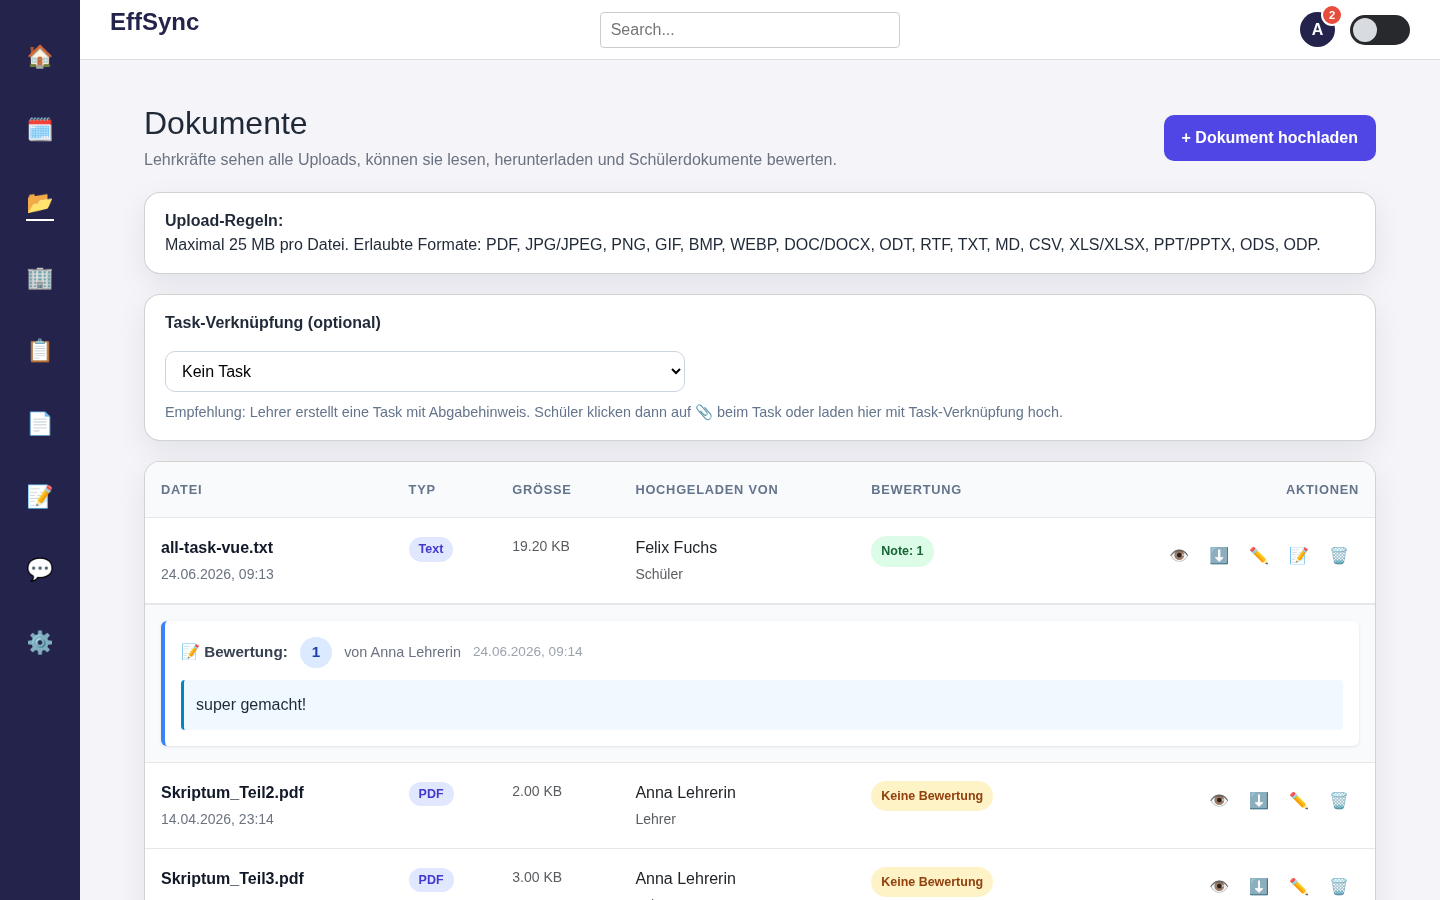 EffSync
Search...
A
2
Dokumente
Lehrkräfte sehen alle Uploads, können sie lesen, herunterladen und Schülerdokumente bewerten.
+ Dokument hochladen
Upload-Regeln:
Maximal 25 MB pro Datei. Erlaubte Formate: PDF, JPG/JPEG, PNG, GIF, BMP, WEBP, DOC/DOCX, ODT, RTF, TXT, MD, CSV, XLS/XLSX, PPT/PPTX, ODS, ODP.
Task-Verknüpfung (optional)
Kein Task
Empfehlung: Lehrer erstellt eine Task mit Abgabehinweis. Schüler klicken dann auf 📎 beim Task oder laden hier mit Task-Verknüpfung hoch.
DATEI TYP GRÖSSE HOCHGELADEN VON BEWERTUNG AKTIONEN
all-task-vue.txt Text 19.20 KB Felix Fuchs Note: 1
24.06.2026, 09:13 Schüler
📝 Bewertung: 1 von Anna Lehrerin 24.06.2026, 09:14
super gemacht!
Skriptum_Teil2.pdf PDF 2.00 KB Anna Lehrerin Keine Bewertung
14.04.2026, 23:14 Lehrer
Skriptum_Teil3.pdf PDF 3.00 KB Anna Lehrerin Keine Bewertung